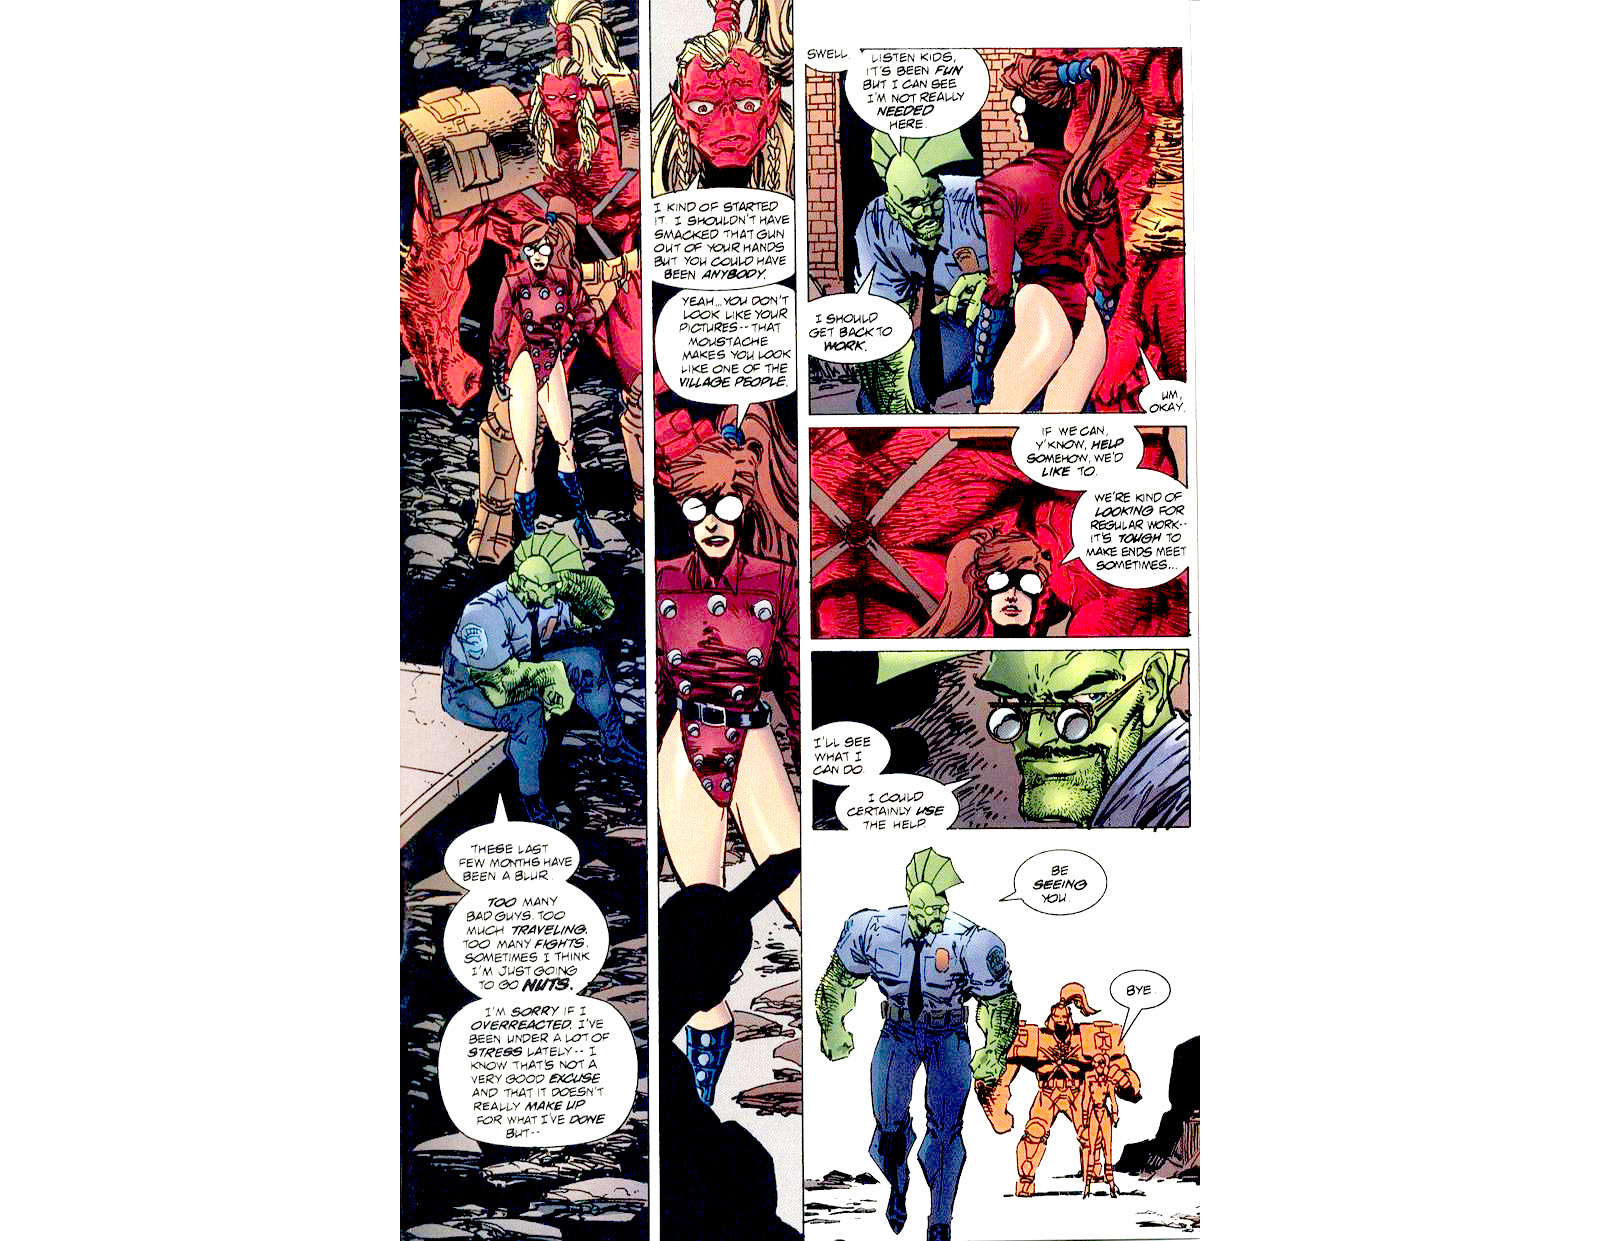 THESE LAST
FEW MONTHS HAVE
BEEN A BLUR.
TOO MANY
BAD GUYS. TOO
MUCH TRAVELING.
TOO MANY FIGHTS.
SOMETIMES I THINK
I'M JUST GOING
TO GO NUTS.
I'M SORRY IF I
OVERREACTED. I'VE
BEEN UNDER A LOT OF
STRESS LATELY-- I
KNOW THAT'S NOT A
VERY GOOD EXCUSE
AND THAT IT DOESN'T
REALLY MAKE UP
FOR WHAT I'VE DONE
BUT--
I KIND OF STARTED
IT. I SHOULDN'T HAVE
SMACKED THAT GUN
OUT OF YOUR HANDS
BUT YOU COULD HAVE
BEEN ANYBODY.
YEAH...YOU DON'T
LOOK LIKE YOUR
PICTURES-- THAT
MOUSTACHE
MAKES YOU LOOK
LIKE ONE OF THE
VILLAGE PEOPLE.
SWELL.
LISTEN KIDS,
IT'S BEEN FUN
BUT I CAN SEE
I'M NOT REALLY
NEEDED
HERE.
I SHOULD
GET BACK TO
WORK.
UM,
OKAY.
IF WE CAN,
Y'KNOW, HELP
SOMEHOW, WE'D
LIKE TO.
WE'RE KIND OF
LOOKING FOR
REGULAR WORK--
IT'S TOUGH TO
MAKE ENDS MEET
SOMETIMES...
I'LL SEE
WHAT I
CAN DO.
I COULD
CERTAINLY USE
THE HELP.
BE
SEEING
YOU.
BYE.